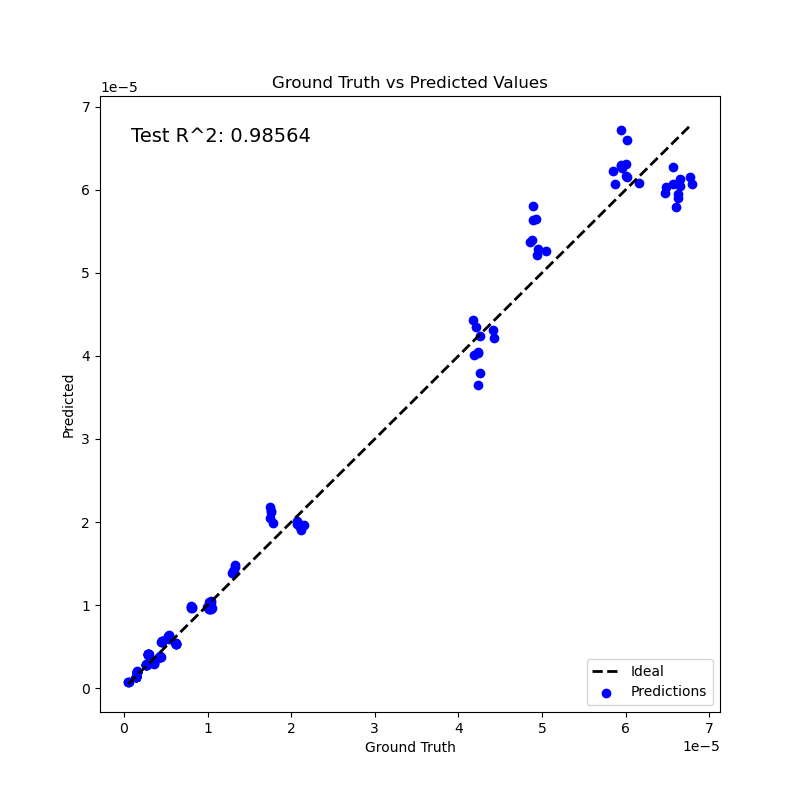 Ground Truth vs Predicted Values
1e−5
Test R^2: 0.98564
7
6
5
4
3
2
1
0
Predicted
Ideal
Predictions
0 1 2 3 4 5 6 7
1e−5
Ground Truth